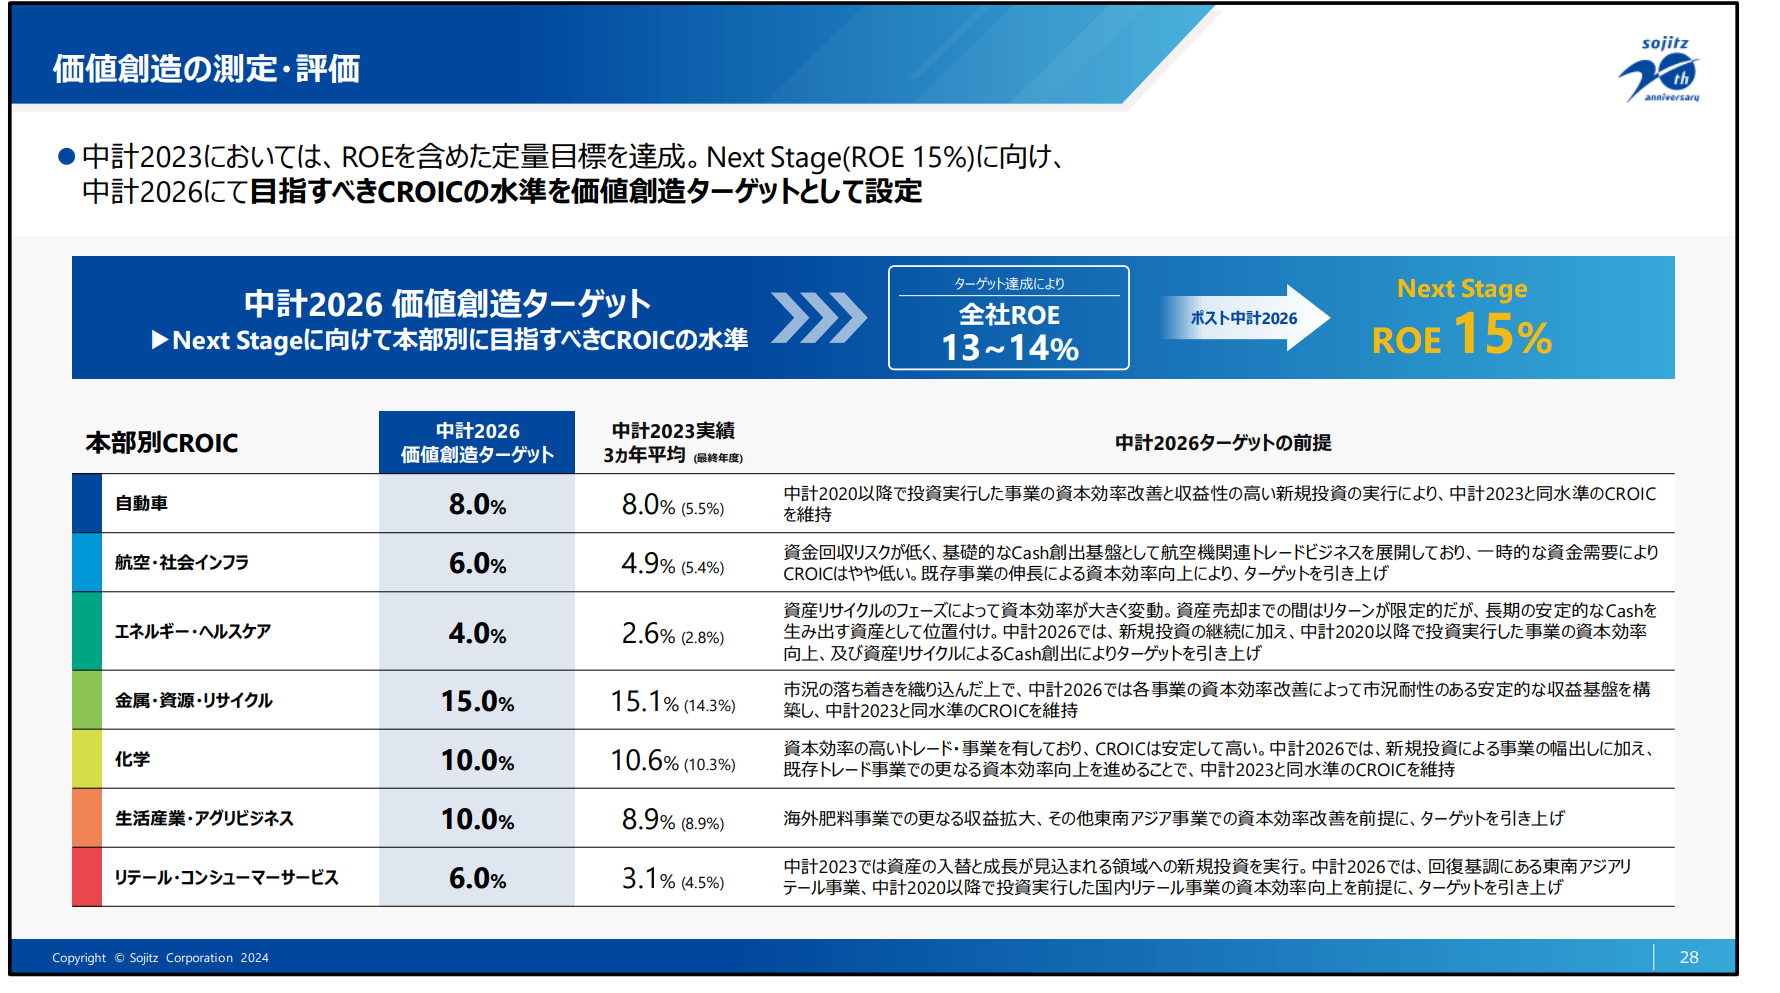 価値創造の測定・評価
sojitz
20th
anniversary
●中計2023においては、ROEを含めた定量目標を達成。Next Stage(ROE 15%)に向け、
中計2026にて目指すべきCROICの水準を価値創造ターゲットとして設定
中計2026 価値創造ターゲット
▶Next Stageに向けて本部別に目指すべきCROICの水準
ターゲット達成により
全社ROE
13~14%
ポスト中計2026
Next Stage
ROE 15%
本部別CROIC
中計2026
価値創造ターゲット
中計2023実績
3ヵ年平均 (最終年度)
中計2026ターゲットの前提
自動車
8.0%
8.0% (5.5%)
中計2020以降で投資実行した事業の資本効率改善と収益性の高い新規投資の実行により、中計2023と同水準のCROIC
を維持
航空・社会インフラ
6.0%
4.9% (5.4%)
資金回収リスクが低く、基礎的なCash創出基盤として航空機関連トレードビジネスを展開しており、一時的な資金需要により
CROICはやや低い。既存事業の伸長による資本効率向上により、ターゲットを引き上げ
エネルギー・ヘルスケア
4.0%
2.6% (2.8%)
資産リサイクルのフェーズによって資本効率が大きく変動。資産売却までの間はリターンが限定的だが、長期の安定的なCashを
生み出す資産として位置付け。中計2026では、新規投資の継続に加え、中計2020以降で投資実行した事業の資本効率
向上、及び資産リサイクルによるCash創出によりターゲットを引き上げ
金属・資源・リサイクル
15.0%
15.1% (14.3%)
市況の落ち着きを織り込んだ上で、中計2026では各事業の資本効率改善によって市況耐性のある安定的な収益基盤を構
築し、中計2023と同水準のCROICを維持
化学
10.0%
10.6% (10.3%)
資本効率の高いトレード・事業を有しており、CROICは安定して高い。中計2026では、新規投資による事業の幅出しに加え、
既存トレード事業での更なる資本効率向上を進めることで、中計2023と同水準のCROICを維持
生活産業・アグリビジネス
10.0%
8.9% (8.9%)
海外肥料事業での更なる収益拡大、その他東南アジア事業での資本効率改善を前提に、ターゲットを引き上げ
リテール・コンシューマーサービス
6.0%
3.1% (4.5%)
中計2023では資産の入替と成長が見込まれる領域への新規投資を実行。中計2026では、回復基調にある東南アジアリ
テール事業、中計2020以降で投資実行した国内リテール事業の資本効率向上を前提に、ターゲットを引き上げ
Copyright © Sojitz Corporation 2024
28